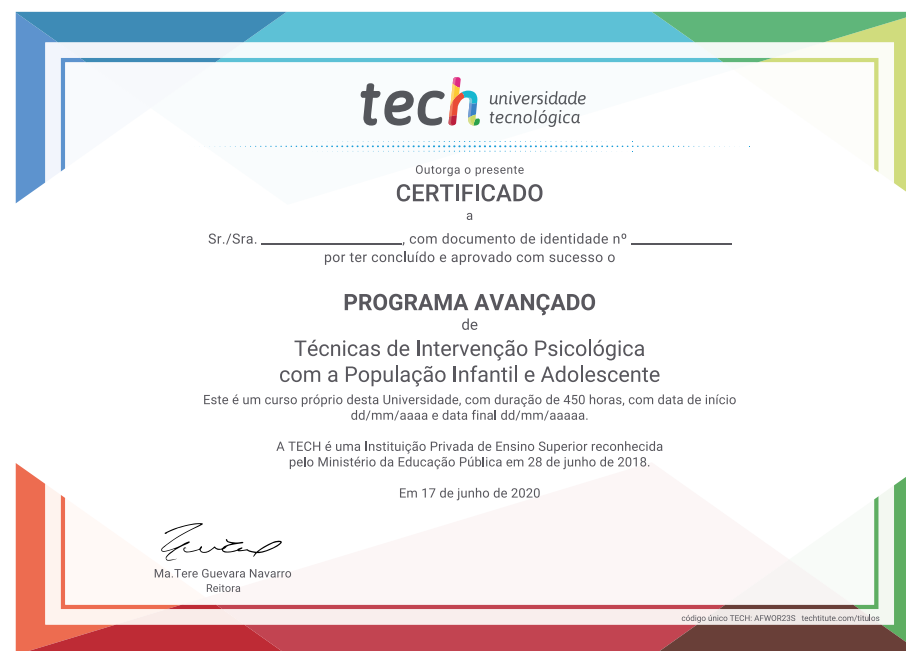 tech universidade
tecnológica
Outorga o presente
CERTIFICADO
a
Sr./Sra. ____________________, com documento de identidade nº ______________
por ter concluído e aprovado com sucesso o
PROGRAMA AVANÇADO
de
Técnicas de Intervenção Psicológica
com a População Infantil e Adolescente
Este é um curso próprio desta Universidade, com duração de 450 horas, com data de início
dd/mm/aaaa e data final dd/mm/aaaaa.
A TECH é uma Instituição Privada de Ensino Superior reconhecida
pelo Ministério da Educação Pública em 28 de junho de 2018.
Em 17 de junho de 2020
Ma.Tere Guevara Navarro
Reitora
código único TECH: AFWOR23S techtitute.com/titulos